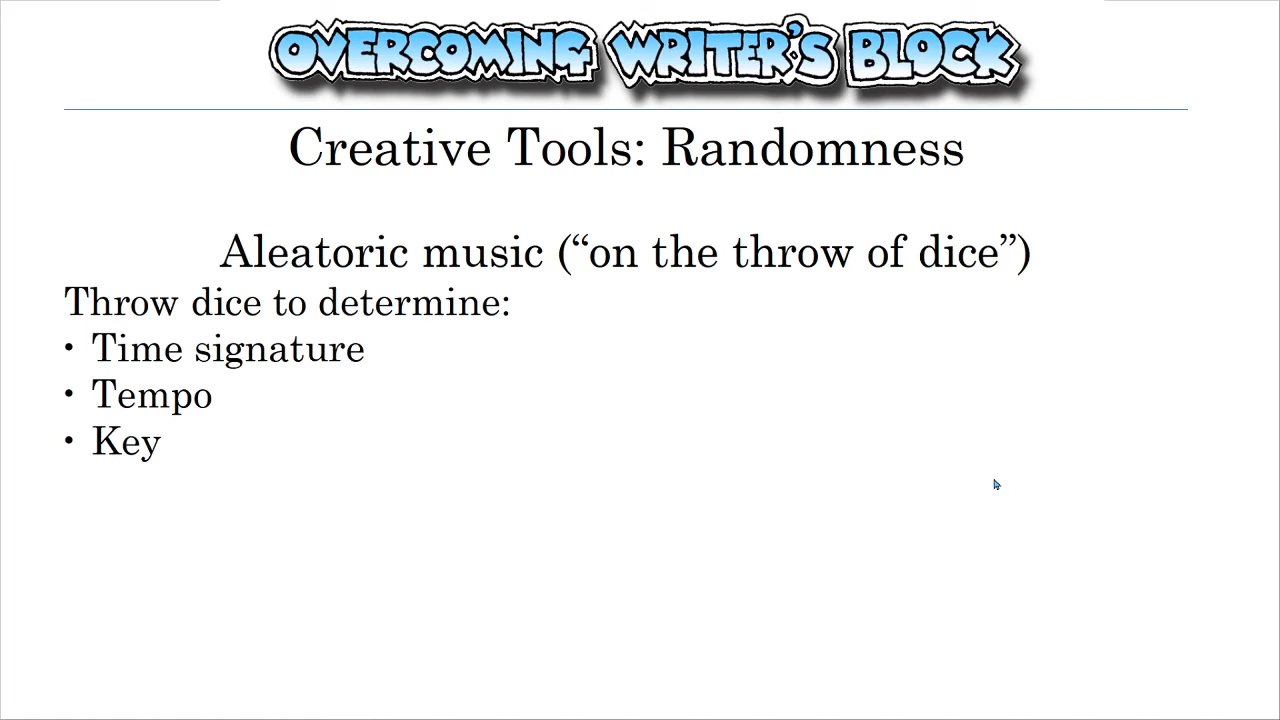 OVERCOMING WRITER'S BLOCK
Creative Tools: Randomness
Aleatoric music (“on the throw of dice”)
Throw dice to determine:
• Time signature
• Tempo
• Key